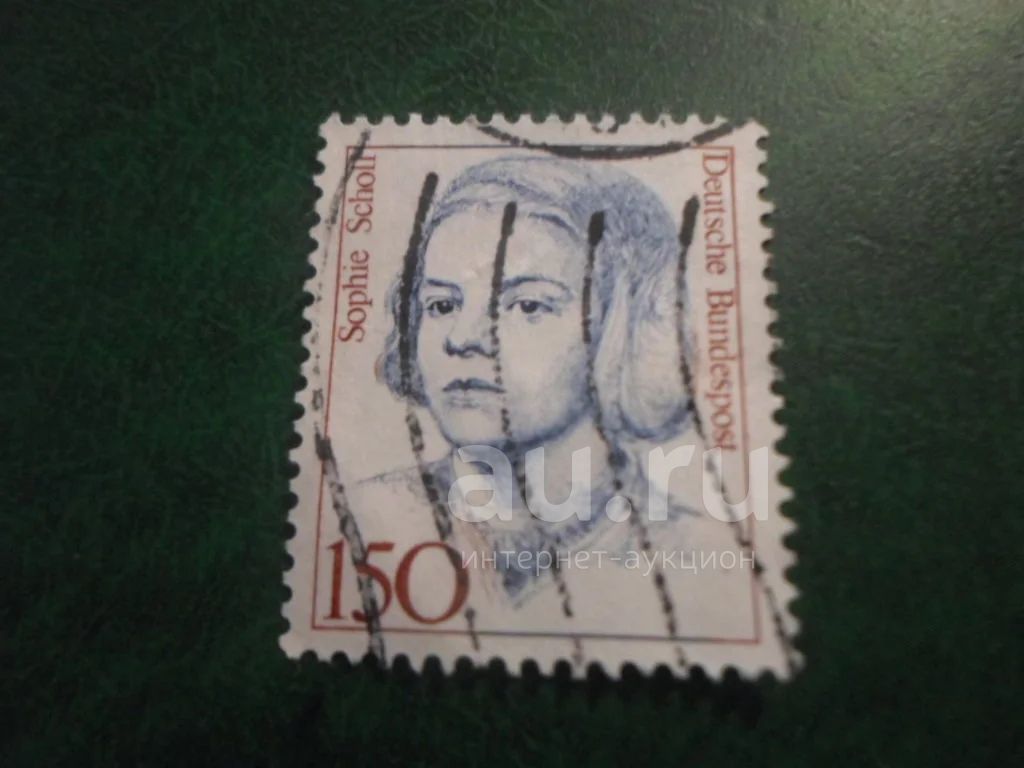 Sophie Scholl
Deutsche Bundespost
150
au.ru
интернет-аукцион